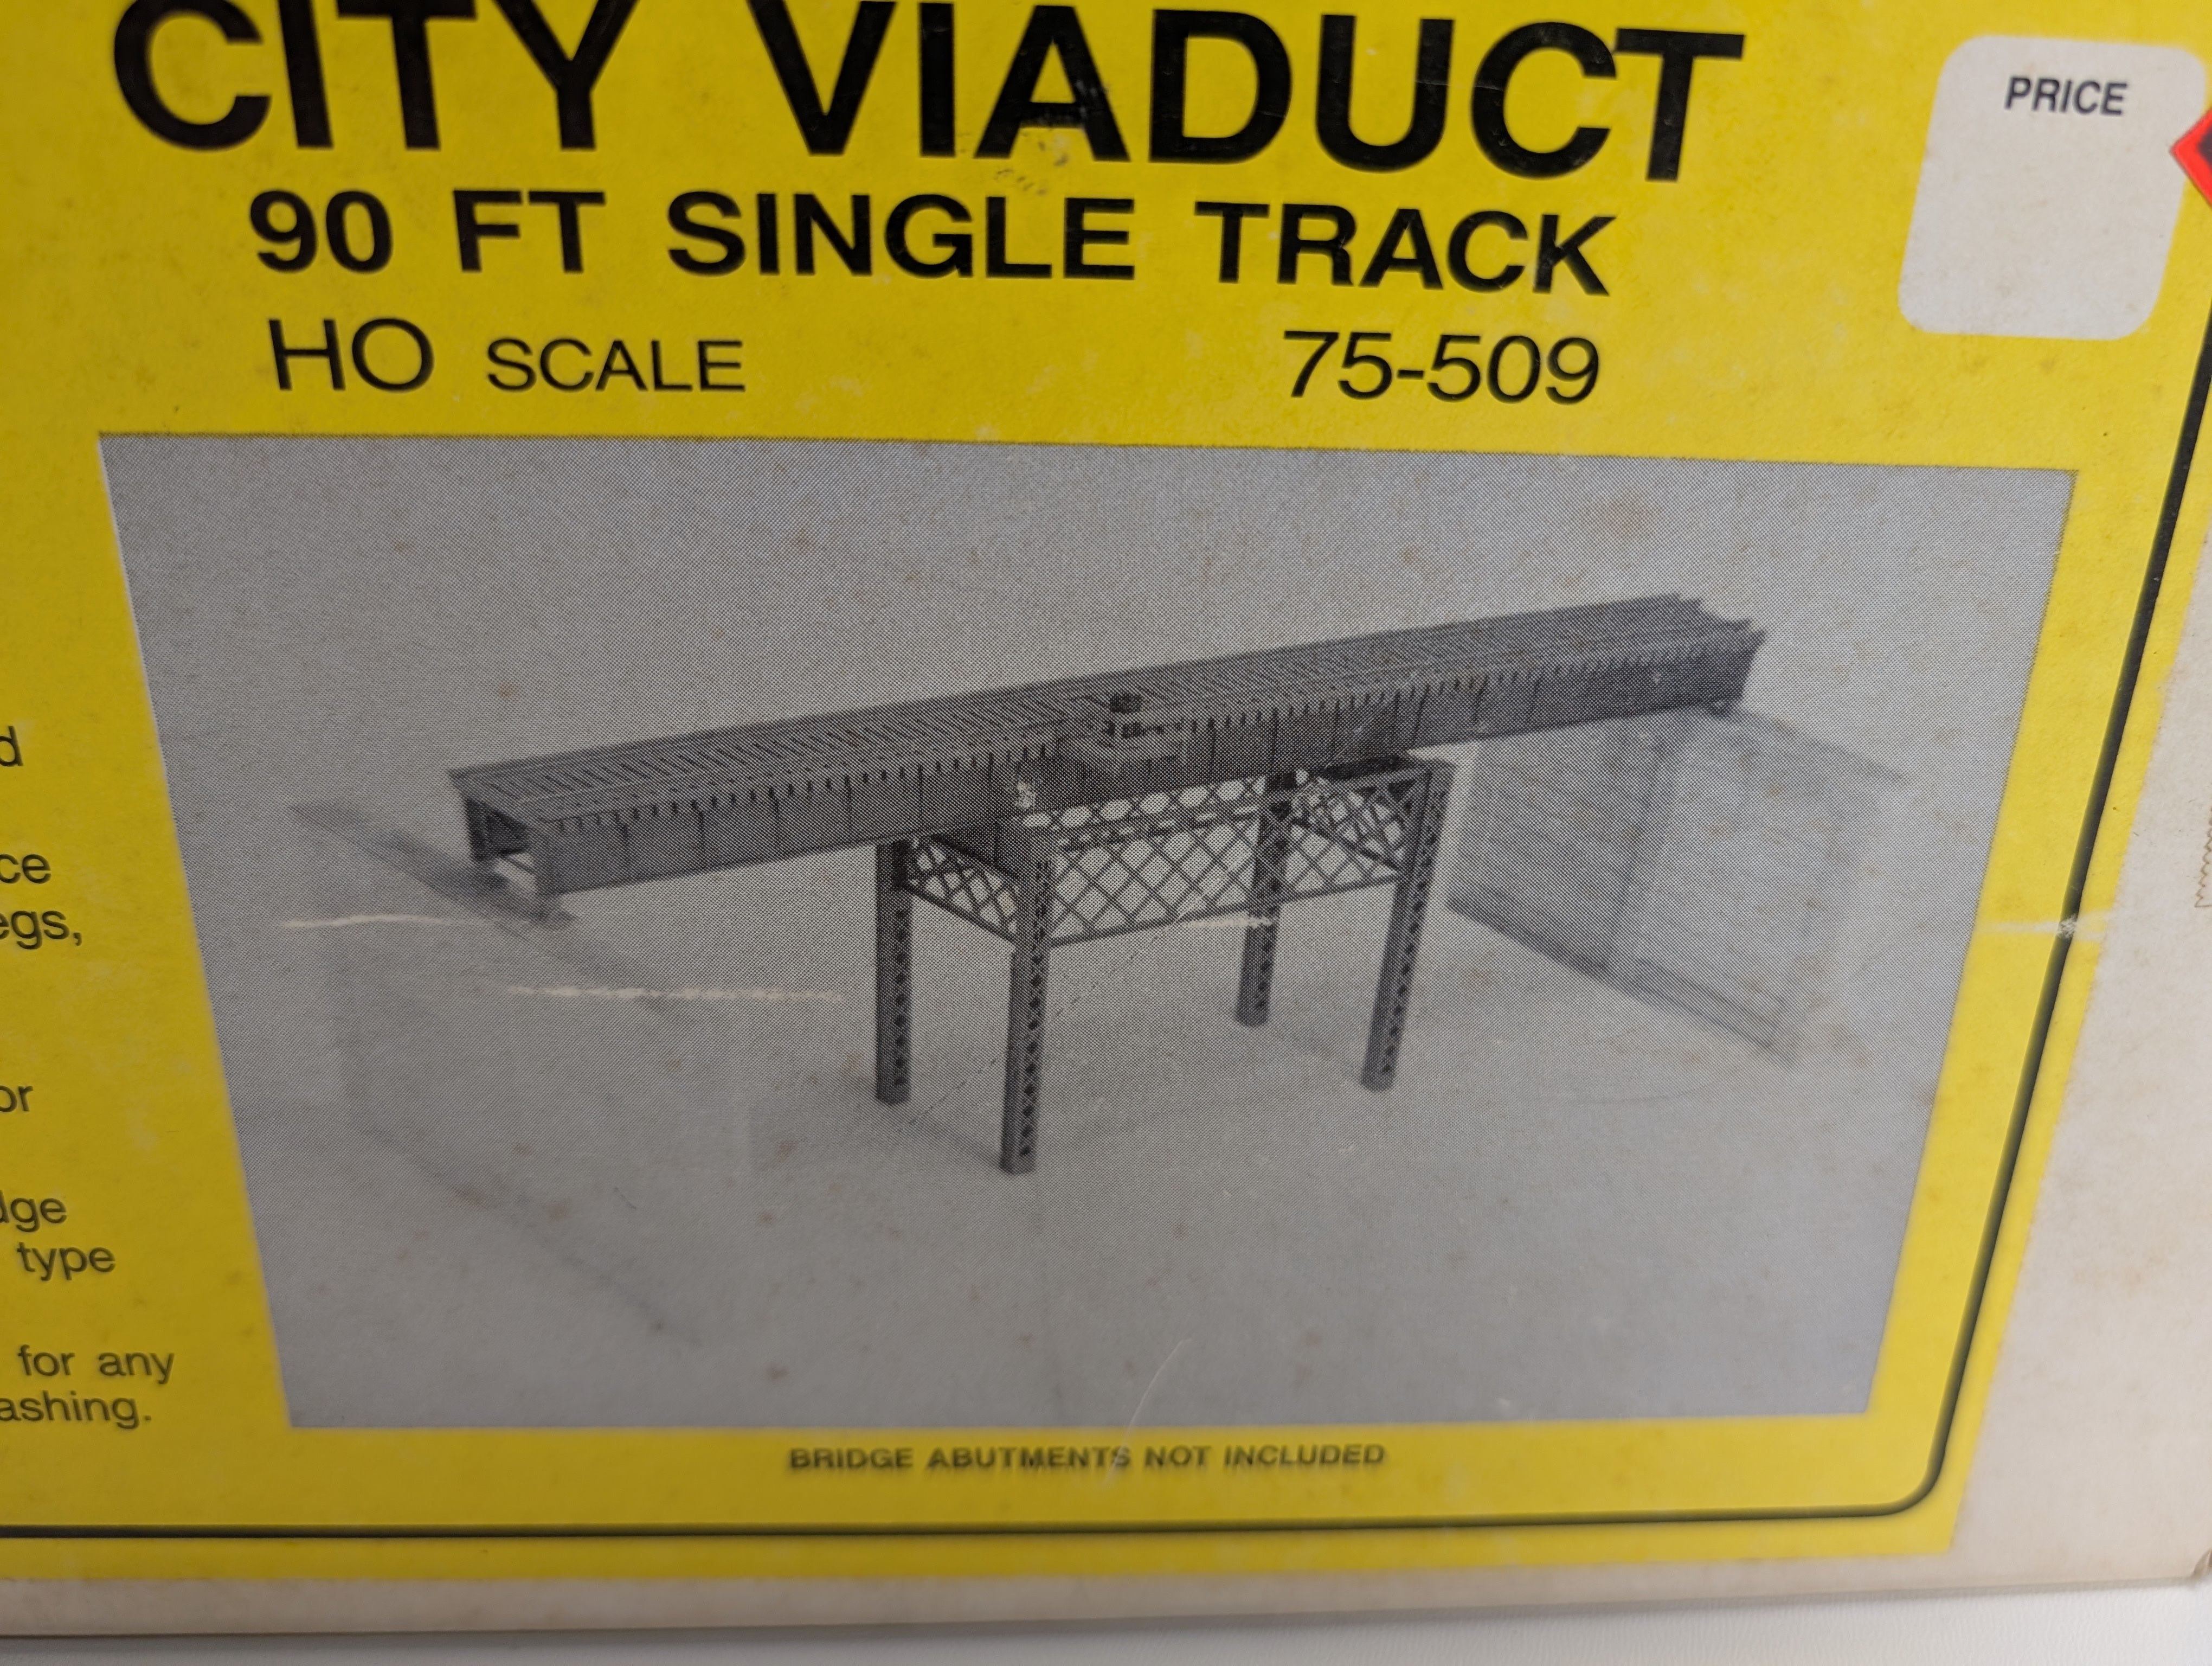 CITY VIADUCT
PRICE
90 FT SINGLE TRACK
HO SCALE 75-509
d
ce
egs,
or
dge
type
for any
ashing.
BRIDGE ABUTMENTS NOT INCLUDED